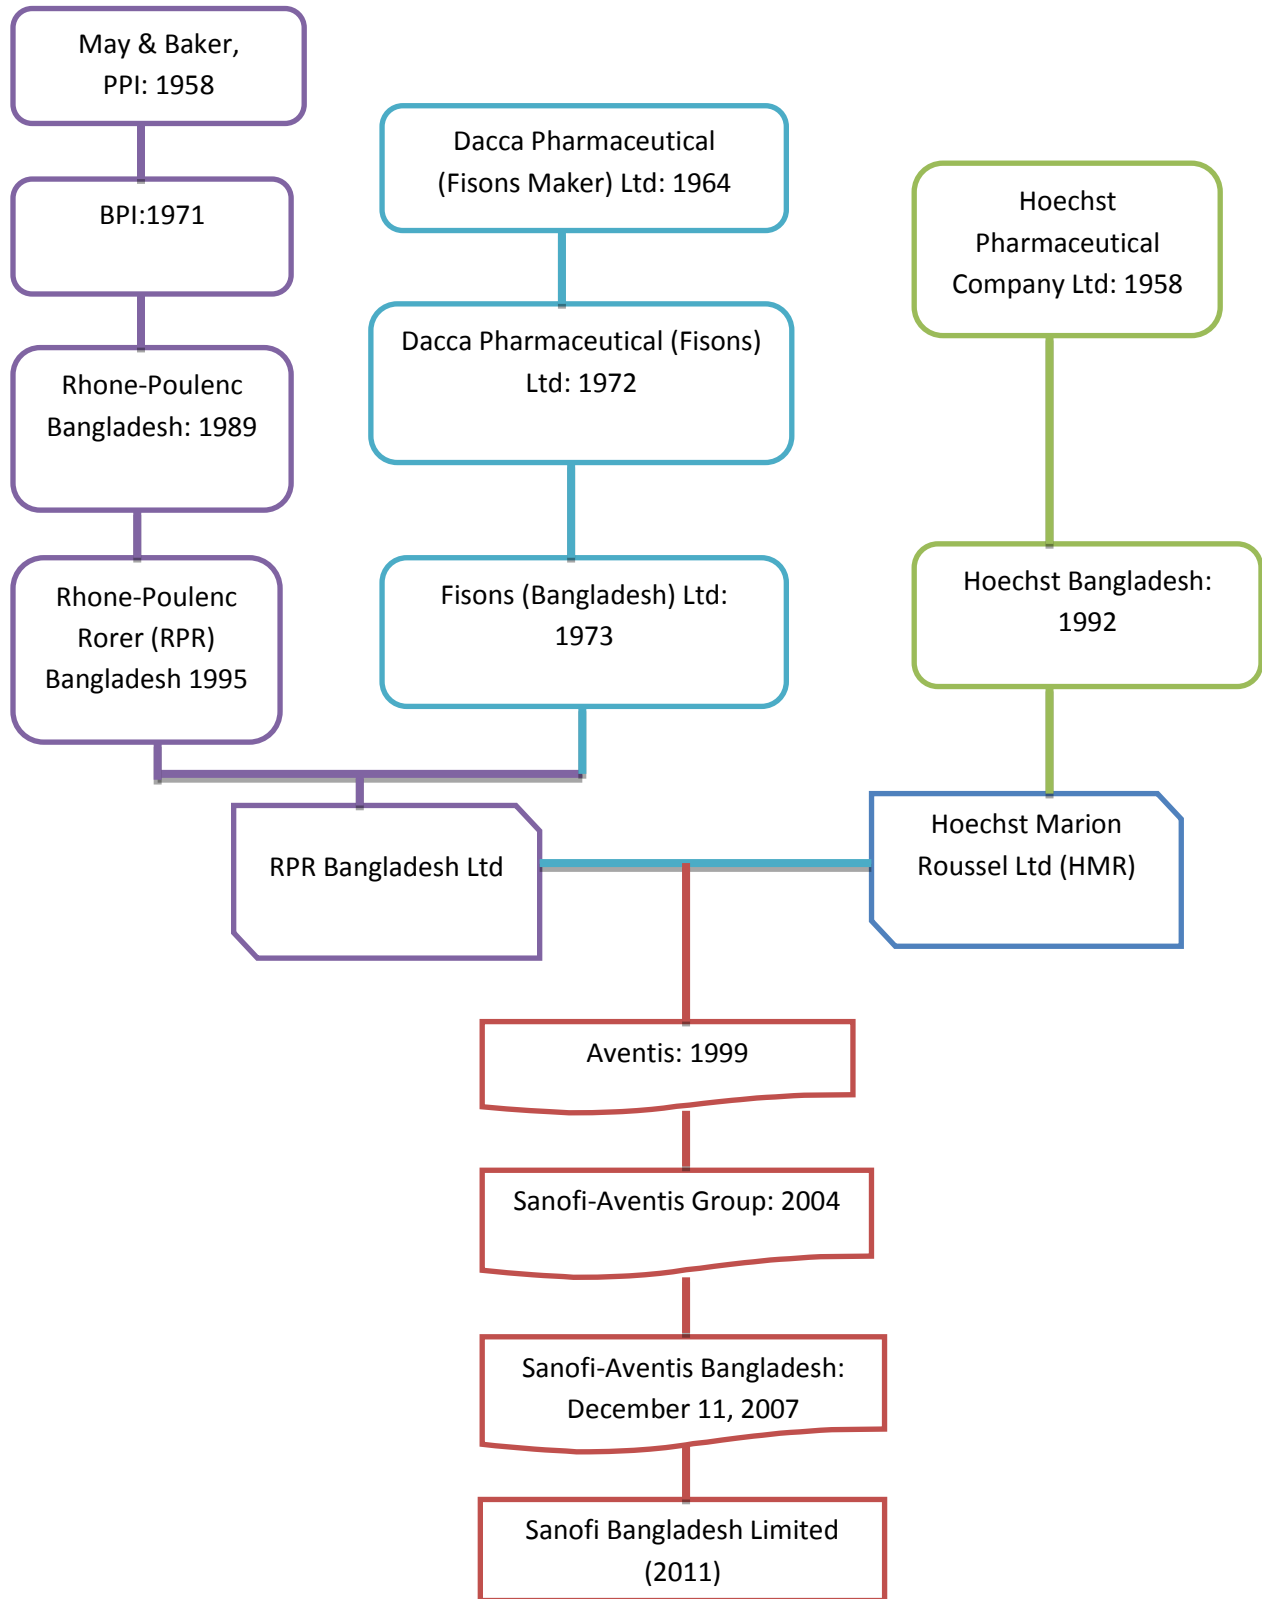 May & Baker,
PPI: 1958
BPI:1971
Rhone-Poulenc
Bangladesh: 1989
Rhone-Poulenc
Rorer (RPR)
Bangladesh 1995
Dacca Pharmaceutical
(Fisons Maker) Ltd: 1964
Dacca Pharmaceutical (Fisons)
Ltd: 1972
Fisons (Bangladesh) Ltd:
1973
Hoechst
Pharmaceutical
Company Ltd: 1958
Hoechst Bangladesh:
1992
RPR Bangladesh Ltd
Hoechst Marion
Roussel Ltd (HMR)
Aventis: 1999
Sanofi-Aventis Group: 2004
Sanofi-Aventis Bangladesh:
December 11, 2007
Sanofi Bangladesh Limited
(2011)